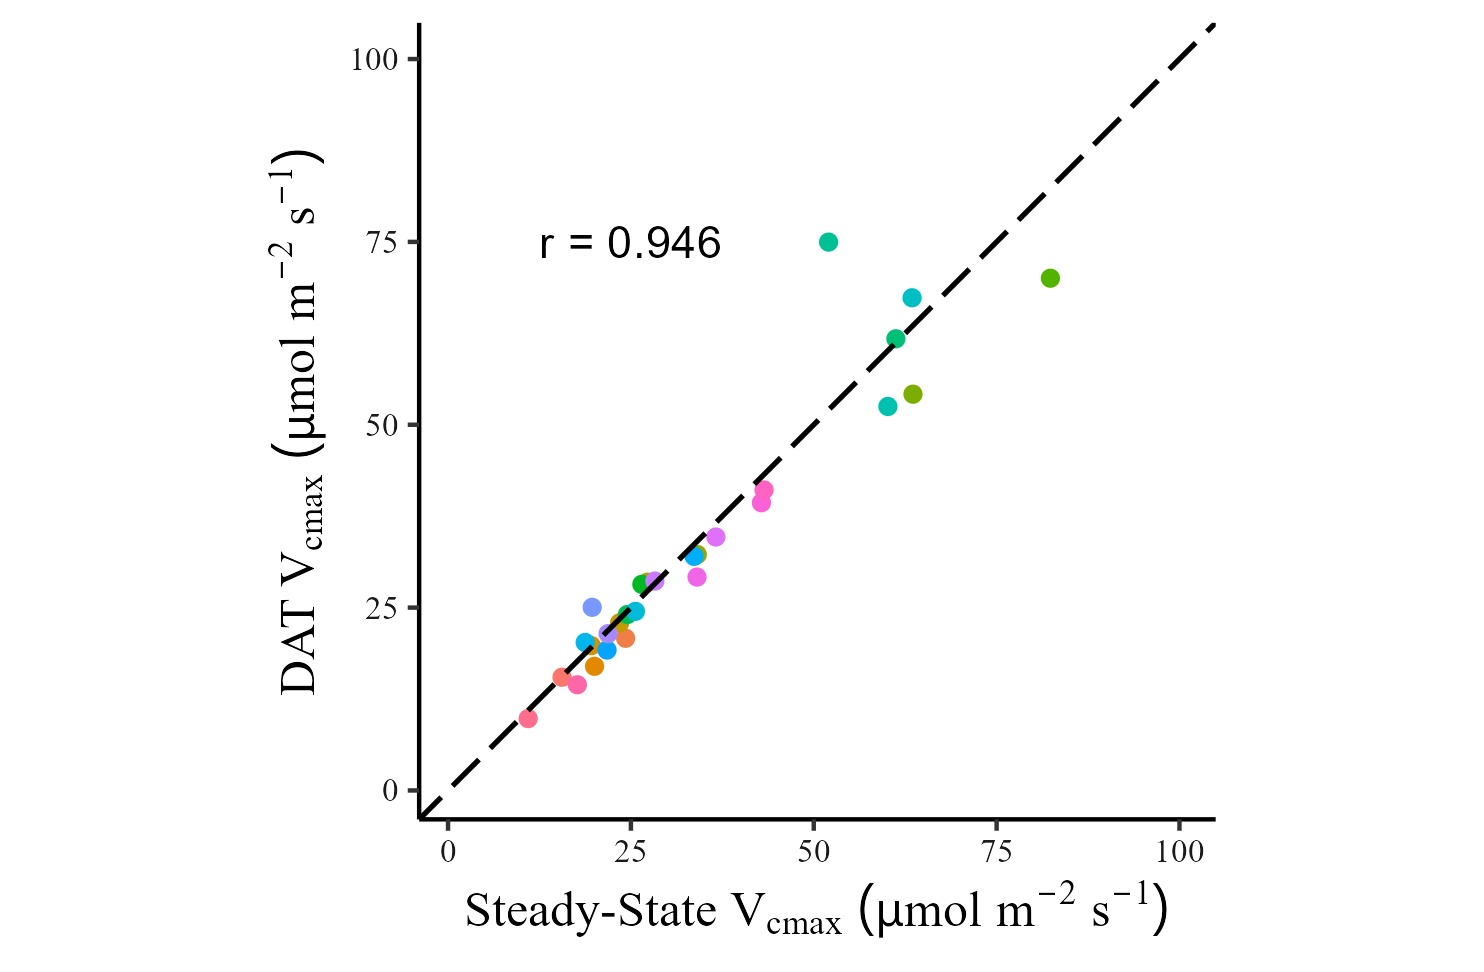 100
75
50
25
0
DAT Vcmax (μmol m−2 s−1)
r = 0.946
0 25 50 75 100
Steady-State Vcmax (μmol m−2 s−1)